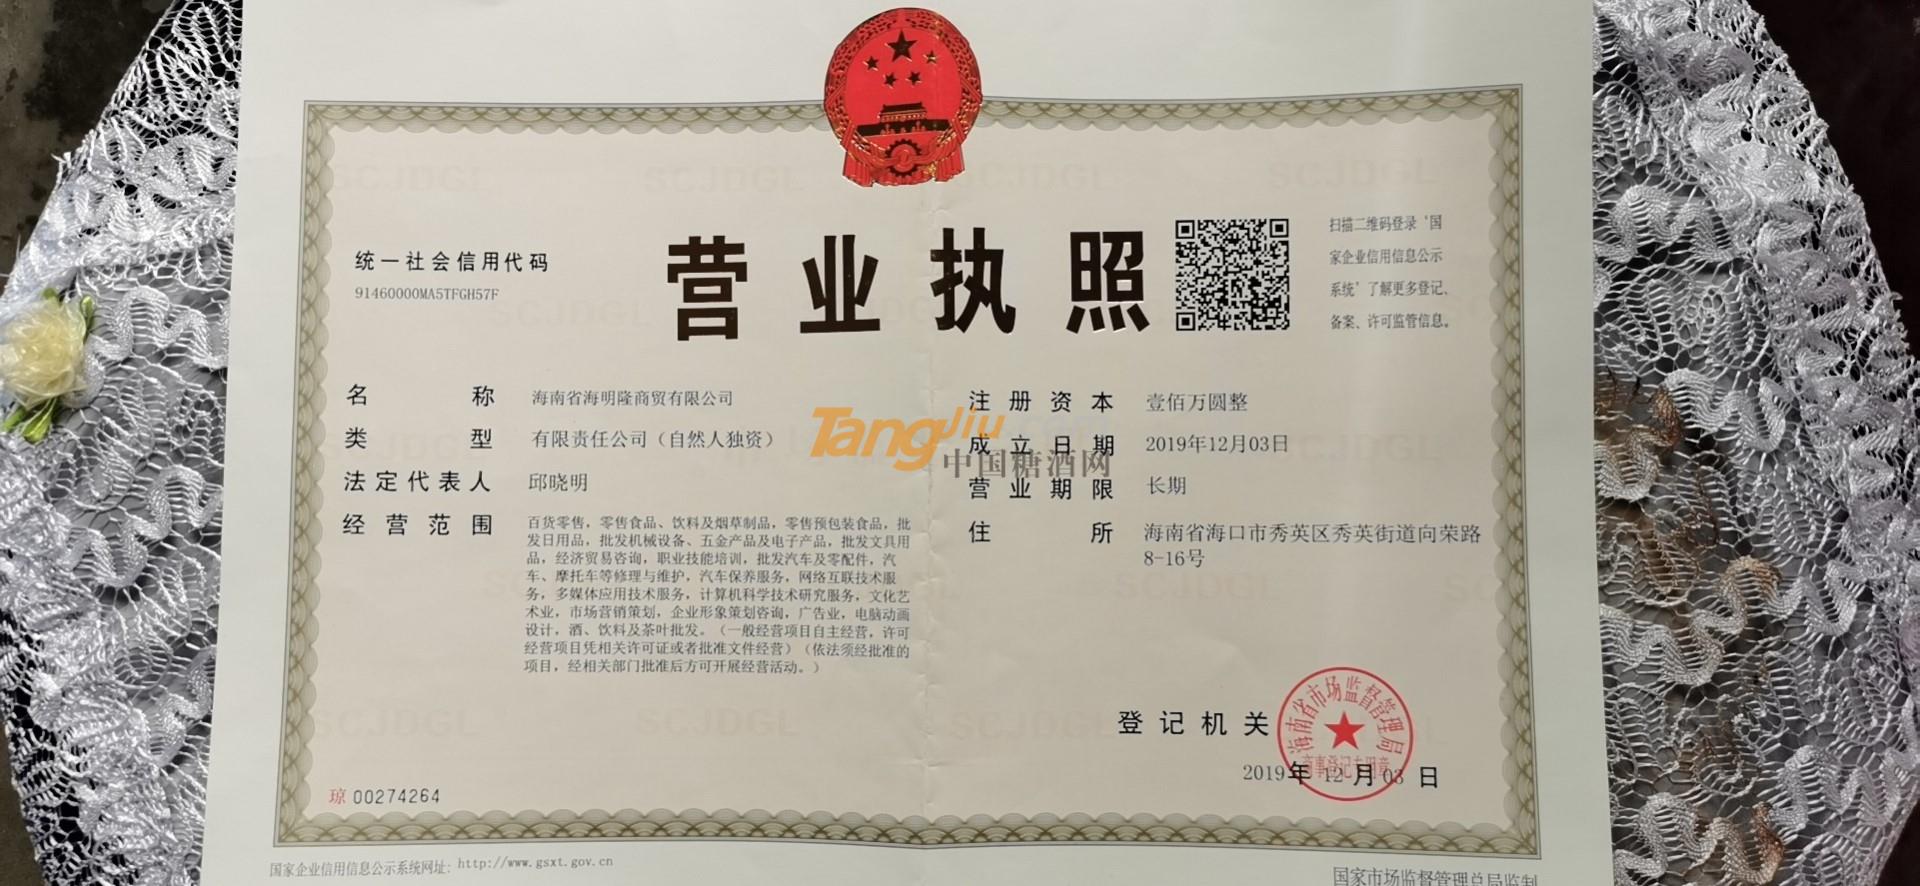 营业执照
统一社会信用代码
91460000MA5TFGH57F
扫描二维码登录‘国
家企业信用信息公示
系统’了解更多登记、
备案、许可监管信息。
名称 海南省海明隆商贸有限公司
类型 有限责任公司（自然人独资）
法定代表人 邱晓明
经营范围 百货零售，零售食品、饮料及烟草制品，零售预包装食品，批
发日用品，批发机械设备、五金产品及电子产品，批发文具用
品，经济贸易咨询，职业技能培训，批发汽车及零配件，汽
车、摩托车等修理与维护，汽车保养服务，网络互联技术服
务，多媒体应用技术服务，计算机科学技术研究服务，文化艺
术业，市场营销策划，企业形象策划咨询，广告业，电脑动画
设计，酒、饮料及茶叶批发。（一般经营项目自主经营，许可
经营项目凭相关许可证或者批准文件经营）（依法须经批准的
项目，经相关部门批准后方可开展经营活动。）
注册资本 壹佰万圆整
成立日期 2019年12月03日
营业期限 长期
住所 海南省海口市秀英区秀英街道向荣路
8-16号
TangJiu.com
中国糖酒网
登记机关
海南省市场监督管理局
商事登记专用章
2019年12月03日
琼 00274264
国家企业信用信息公示系统网址：http://www.gsxt.gov.cn
国家市场监督管理总局监制
SCJDGL